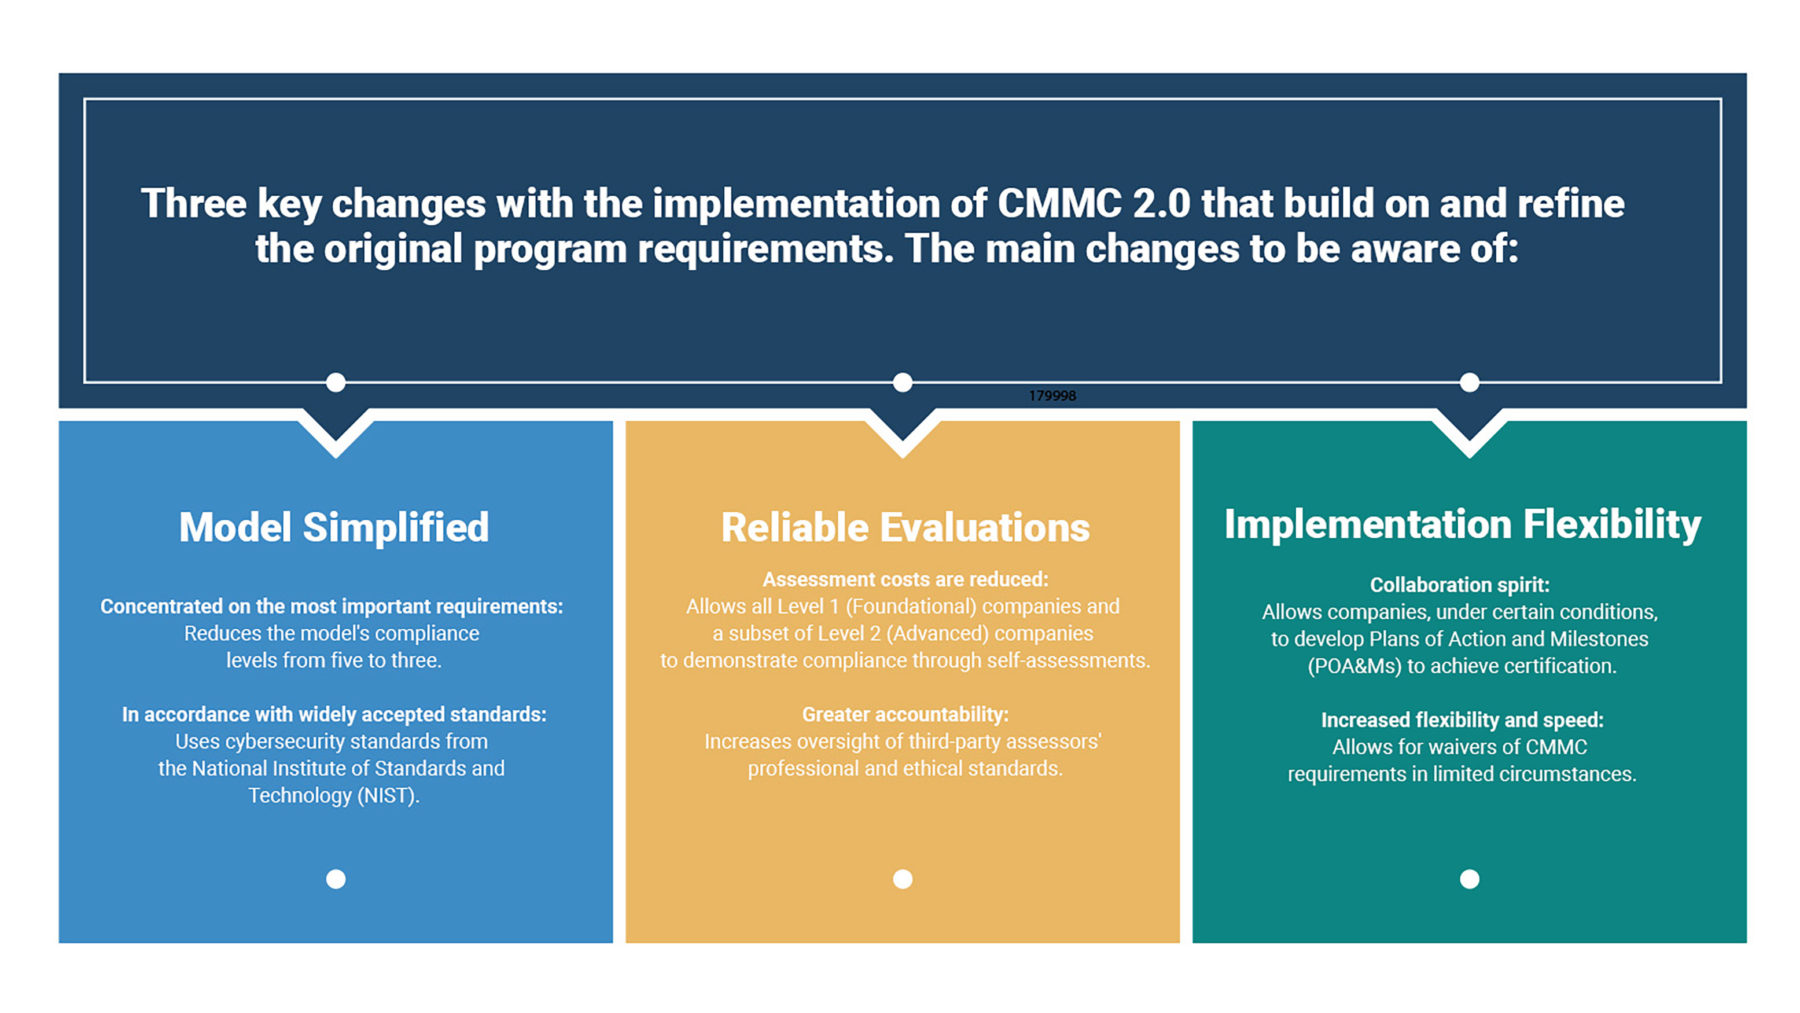 Three key changes with the implementation of CMMC 2.0 that build on and refine
the original program requirements. The main changes to be aware of:
179998
Model Simplified
Concentrated on the most important requirements:
Reduces the model's compliance
levels from five to three.
In accordance with widely accepted standards:
Uses cybersecurity standards from
the National Institute of Standards and
Technology (NIST).
Reliable Evaluations
Assessment costs are reduced:
Allows all Level 1 (Foundational) companies and
a subset of Level 2 (Advanced) companies
to demonstrate compliance through self-assessments.
Greater accountability:
Increases oversight of third-party assessors'
professional and ethical standards.
Implementation Flexibility
Collaboration spirit:
Allows companies, under certain conditions,
to develop Plans of Action and Milestones
(POA&Ms) to achieve certification.
Increased flexibility and speed:
Allows for waivers of CMMC
requirements in limited circumstances.